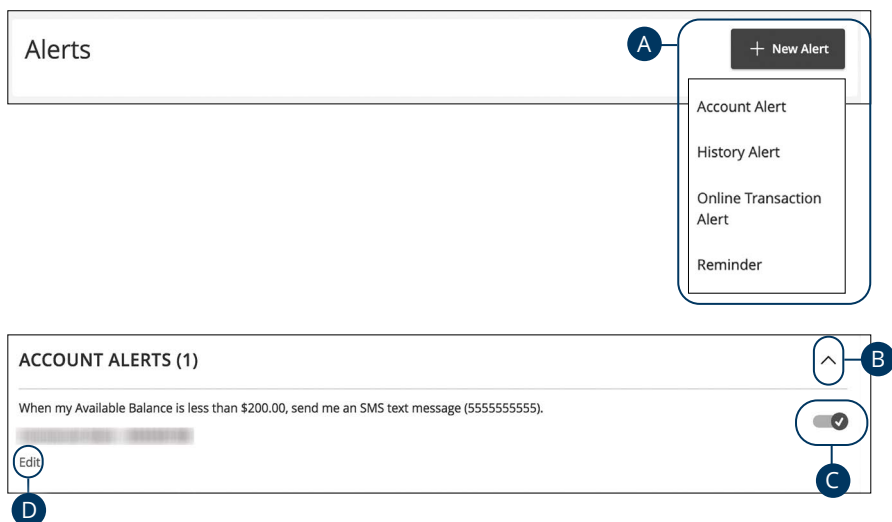 Alerts
A
+ New Alert
Account Alert
History Alert
Online Transaction
Alert
Reminder
ACCOUNT ALERTS (1)
B
When my Available Balance is less than $200.00, send me an SMS text message (5555555555).
Edit
C
D